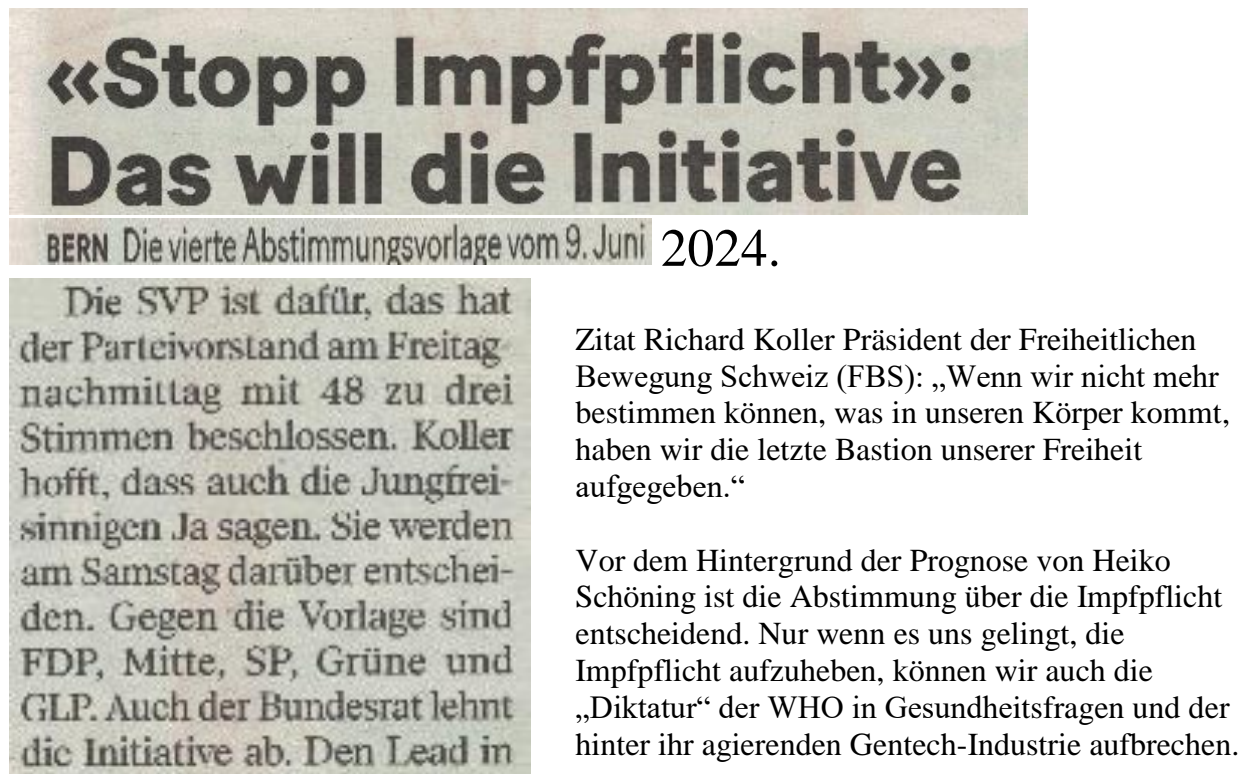 «Stopp Impfpflicht»:
Das will die Initiative
BERN Die vierte Abstimmungsvorlage vom 9. Juni 2024.
Die SVP ist dafür, das hat
der Parteivorstand am Freitag-
nachmittag mit 48 zu drei
Stimmen beschlossen. Koller
hofft, dass auch die Jungfrei-
sinnigen Ja sagen. Sie werden
am Samstag darüber entschei-
den. Gegen die Vorlage sind
FDP, Mitte, SP, Grüne und
GLP. Auch der Bundesrat lehnt
die Initiative ab. Den Lead in
Zitat Richard Koller Präsident der Freiheitlichen
Bewegung Schweiz (FBS): „Wenn wir nicht mehr
bestimmen können, was in unseren Körper kommt,
haben wir die letzte Bastion unserer Freiheit
aufgegeben.“
Vor dem Hintergrund der Prognose von Heiko
Schöning ist die Abstimmung über die Impfpflicht
entscheidend. Nur wenn es uns gelingt, die
Impfpflicht aufzuheben, können wir auch die
„Diktatur“ der WHO in Gesundheitsfragen und der
hinter ihr agierenden Gentech-Industrie aufbrechen.